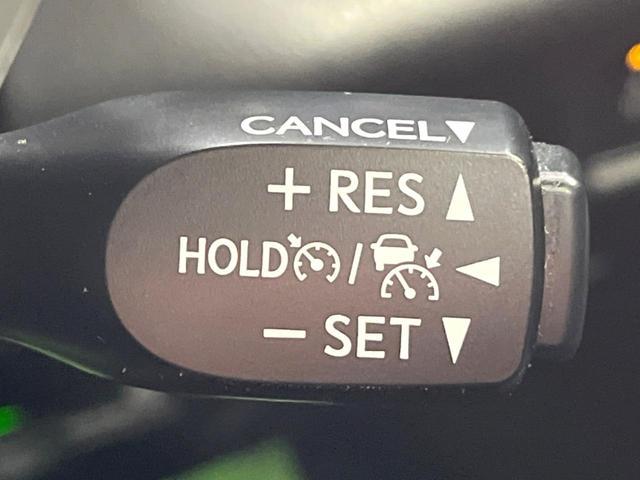 CANCEL▼
+ RES ▲
HOLD / ◀
− SET ▼